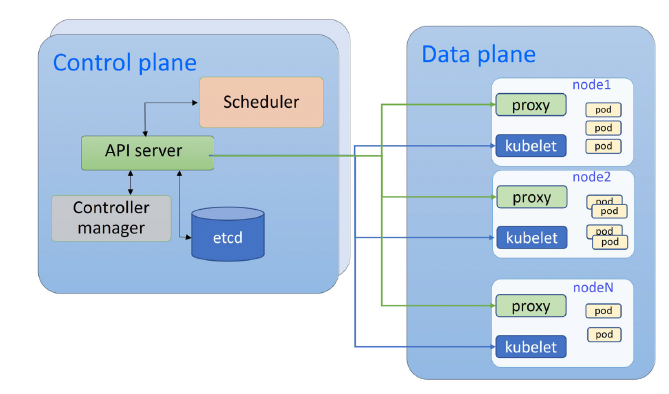 Control plane
Scheduler
API server
Controller
manager
etcd
Data plane
node1
proxy
pod
pod
kubelet
pod
node2
proxy
pod
pod
kubelet
pod
pod
nodeN
proxy
pod
pod
kubelet